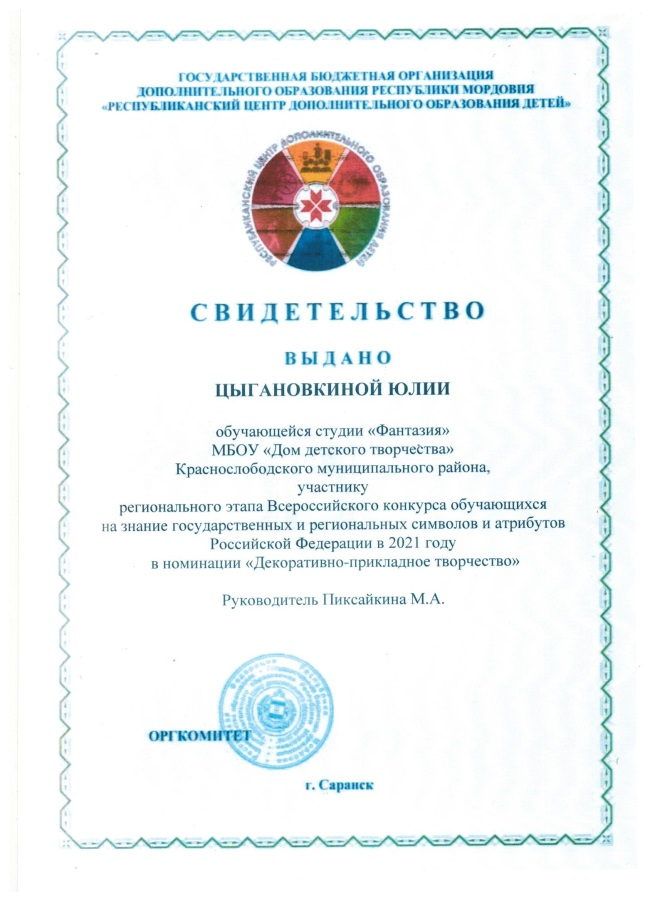 ГОСУДАРСТВЕННАЯ БЮДЖЕТНАЯ ОРГАНИЗАЦИЯ
ДОПОЛНИТЕЛЬНОГО ОБРАЗОВАНИЯ РЕСПУБЛИКИ МОРДОВИЯ
«РЕСПУБЛИКАНСКИЙ ЦЕНТР ДОПОЛНИТЕЛЬНОГО ОБРАЗОВАНИЯ ДЕТЕЙ»
РЕСПУБЛИКАНСКИЙ ЦЕНТР ДОПОЛНИТЕЛЬНОГО ОБРАЗОВАНИЯ ДЕТЕЙ
СВИДЕТЕЛЬСТВО
ВЫДАНО
ЦЫГАНОВКИНОЙ ЮЛИИ
обучающейся студии «Фантазия»
МБОУ «Дом детского творчества»
Краснослободского муниципального района,
участнику
регионального этапа Всероссийского конкурса обучающихся
на знание государственных и региональных символов и атрибутов
Российской Федерации в 2021 году
в номинации «Декоративно-прикладное творчество»
Руководитель Пиксайкина М.А.
ОРГКОМИТЕТ
г. Саранск